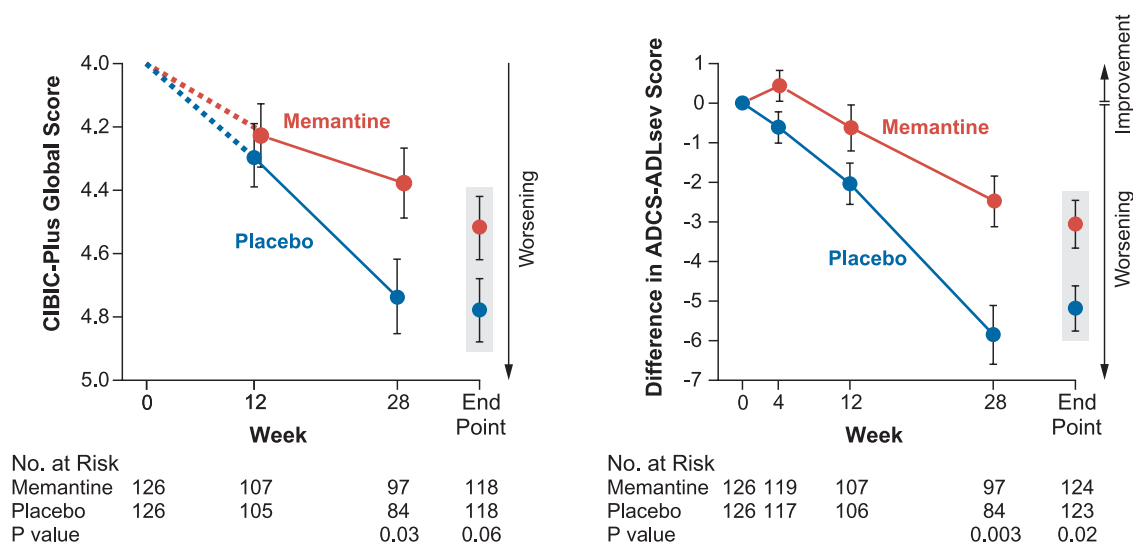 CIBIC-Plus Global Score
4.0
4.2
4.4
4.6
4.8
5.0
Memantine
Placebo
Worsening
0 12 28 End Point
Week
No. at Risk
Memantine 126 107 97 118
Placebo 126 105 84 118
P value 0.03 0.06
Difference in ADCS-ADLsev Score
1
0
-1
-2
-3
-4
-5
-6
-7
Memantine
Placebo
Improvement
Worsening
0 4 12 28 End Point
Week
No. at Risk
Memantine 126 119 107 97 124
Placebo 126 117 106 84 123
P value 0.003 0.02